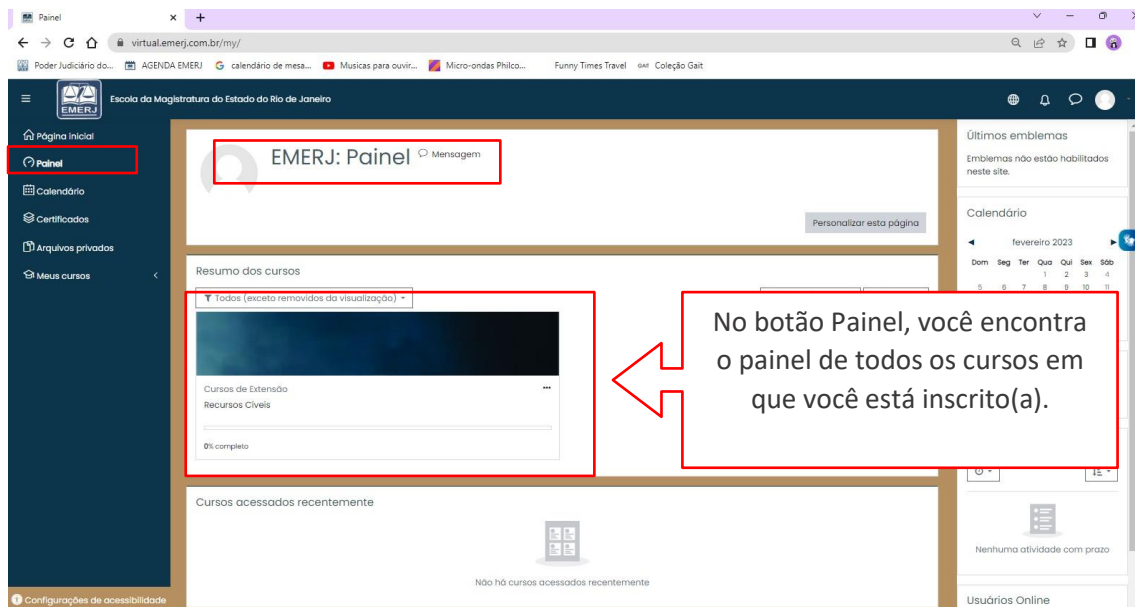 Painel
virtual.emerj.com.br/my/
Poder Judiciário do... AGENDA EMERJ calendário de mesa... Musicas para ouvir... Micro-ondas Philco... Funny Times Travel GAIT Coleção Gait
EMERJ
Escola da Magistratura do Estado do Rio de Janeiro
Página Inicial
Painel
Calendário
Certificados
Arquivos privados
Meus cursos
Configurações de acessibilidade
EMERJ: Painel Mensagem
Personalizar esta página
Resumo dos cursos
Todos (exceto removidos da visualização)
Cursos de Extensão
Recursos Cíveis
0% completo
No botão Painel, você encontra
o painel de todos os cursos em
que você está inscrito(a).
Cursos acessados recentemente
Não há cursos acessados recentemente
Últimos emblemas
Emblemas não estão habilitados
neste site.
Calendário
fevereiro 2023
Dom Seg Ter Qua Qui Sex Sáb
1 2 3 4
5 6 7 8 9 10 11
Nenhuma atividade com prazo
Usuários Online